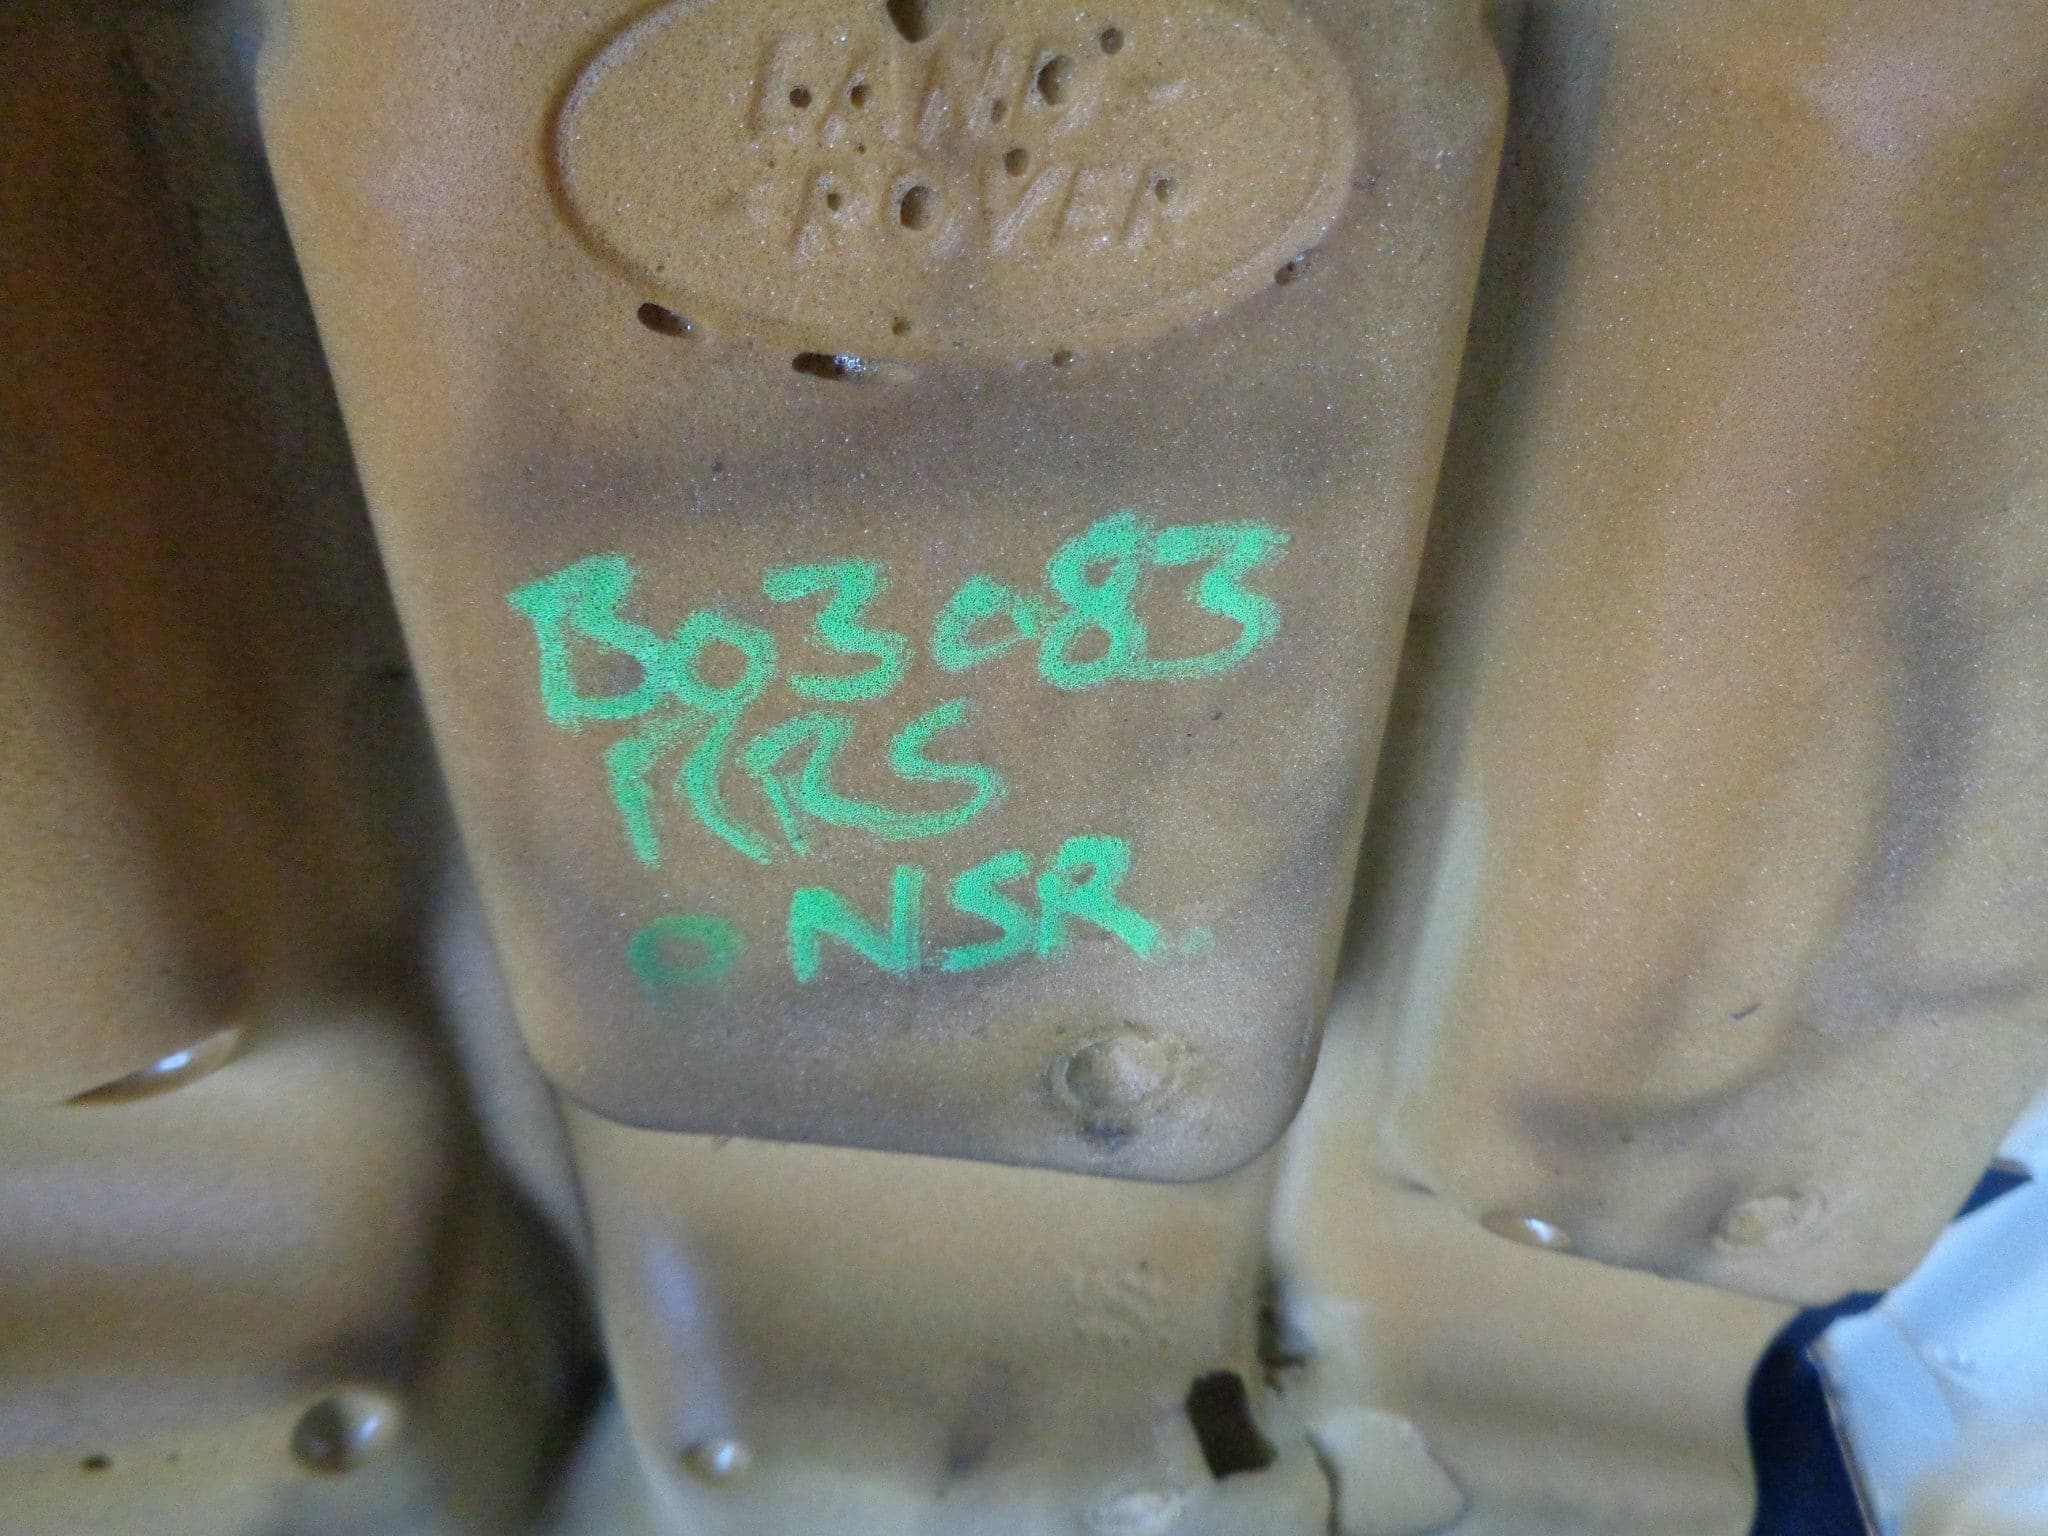 LAND-
-ROVER
B03083
RRS
O NSR